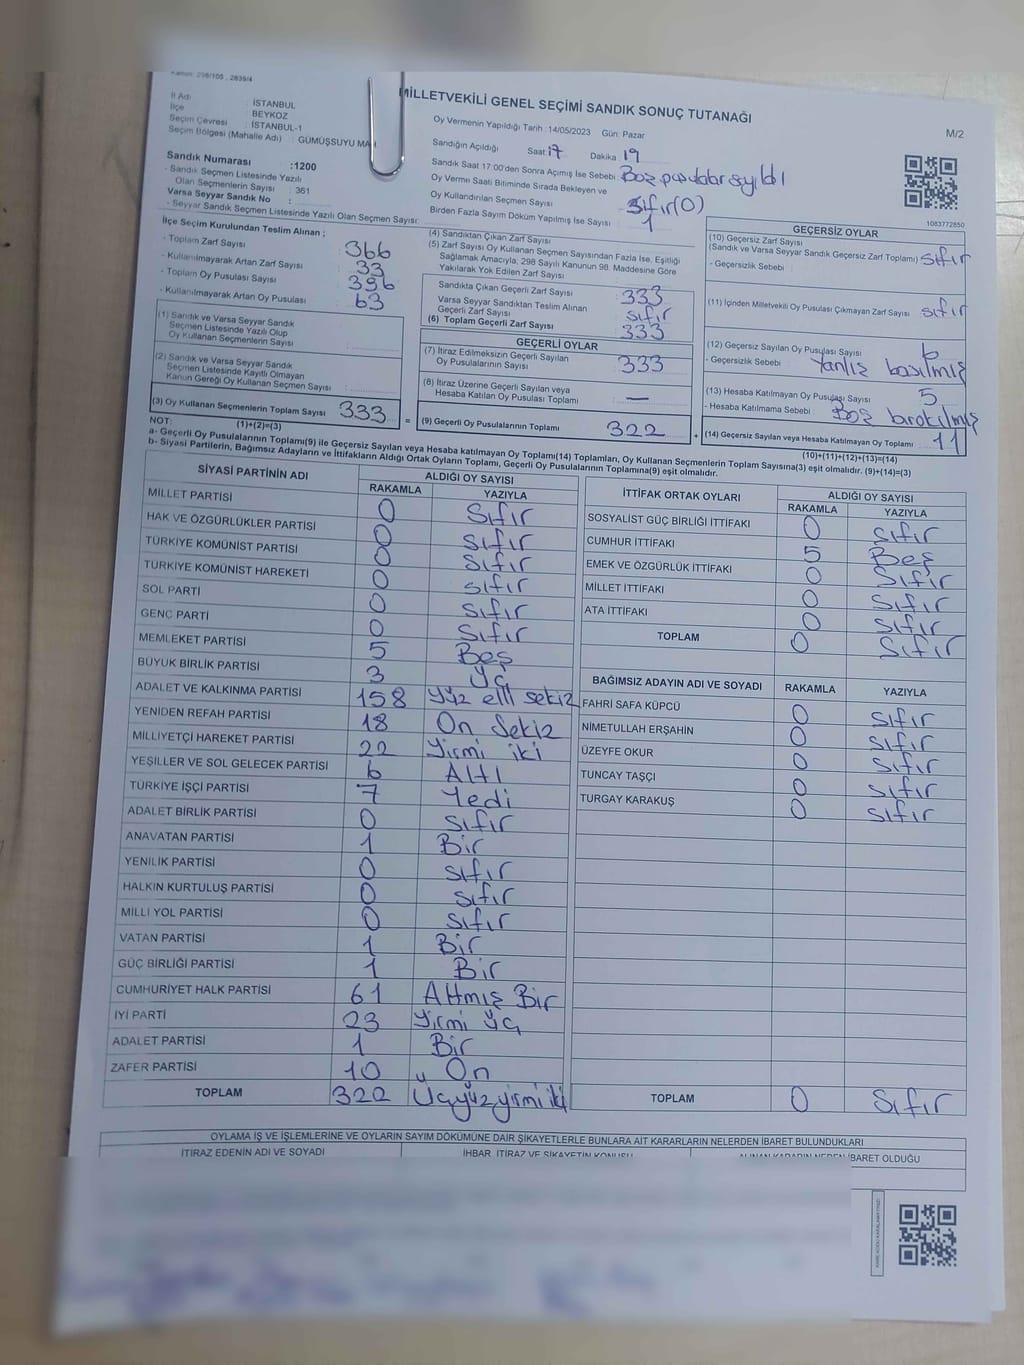 Kanun: 298/105 , 2839/4
MİLLETVEKİLİ GENEL SEÇİMİ SANDIK SONUÇ TUTANAĞI
M/2
İl Adı : İSTANBUL
İlçe : BEYKOZ
Seçim Çevresi : İSTANBUL-1
Seçim Bölgesi (Mahalle Adı) : GÜMÜŞSUYU
Sandık Numarası :1200
- Sandık Seçmen Listesinde Yazılı
Olan Seçmenlerin Sayısı : 361
Varsa Seyyar Sandık No :
- Seyyar Sandık Seçmen Listesinde Yazılı Olan Seçmen Sayısı:
Oy Vermenin Yapıldığı Tarih :14/05/2023 Gün: Pazar
Sandığın Açıldığı Saat: 17 Dakika 19
Sandık Saat 17:00'den Sonra Açımış İse Sebebi Boş pusulalar sayıldı
Oy Vermi Saati Bitiminde Sırada Bekleyen ve
Oy Kullandırılan Seçmen Sayısı : Sıfır(0)
Birden Fazla Sayım Döküm Yapılmış İse Sayısı : 1
1083772850
İlçe Seçim Kurulundan Teslim Alınan ;
- Toplam Zarf Sayısı : 366
- Kullanılmayarak Artan Zarf Sayısı : 33
- Toplam Oy Pusulası Sayısı : 396
- Kullanılmayarak Artan Oy Pusulası : 63
(1) Sandık ve Varsa Seyyar Sandık
Seçmen Listesinde Yazılı Olup
Oy Kullanan Seçmenlerin Sayısı :
(2) Sandık ve Varsa Seyyar Sandık
Seçmen Listesinde Kayıtlı Olmayan
Kanun Gereği Oy Kullanan Seçmen Sayısı :
(3) Oy Kullanan Seçmenlerin Toplam Sayısı : 333
(1)+(2)=(3)
(4) Sandıktan Çıkan Zarf Sayısı
(5) Zarf Sayısı Oy Kullanan Seçmen Sayısından Fazla İse, Eşitliği
Sağlamak Amacıyla, 298 Sayılı Kanunun 98. Maddesine Göre
Yakılarak Yok Edilen Zarf Sayısı :
Sandıkta Çıkan Geçerli Zarf Sayısı : 333
Varsa Seyyar Sandıktan Teslim Alınan
Geçerli Zarf Sayısı : sıfır
(6) Toplam Geçerli Zarf Sayısı : 333
GEÇERLİ OYLAR
(7) İtiraz Edilmeksizin Geçerli Sayılan
Oy Pusulalarının Sayısı : 333
(8) İtiraz Üzerine Geçerli Sayılan veya
Hesaba Katılan Oy Pusulası Toplamı : —
=
(9) Geçerli Oy Pusulalarının Toplamı : 322
+
GEÇERSİZ OYLAR
(10) Geçersiz Zarf Sayısı
(Sandık ve Varsa Seyyar Sandık Geçersiz Zarf Toplamı) : sıfır
- Geçersizlik Sebebi :
(11) İçinden Milletvekili Oy Pusulası Çıkmayan Zarf Sayısı : sıfır
(12) Geçersiz Sayılan Oy Pusulası Sayısı : 6
- Geçersizlik Sebebi : Yanlız basılmış
(13) Hesaba Katılmayan Oy Pusulası Sayısı : 5
- Hesaba Katılmama Sebebi : Boş bırakılmış
(14) Geçersiz Sayılan veya Hesaba Katılmayan Oy Toplamı : 11
(10)+(11)+(12)+(13)=(14)
NOT:
a- Geçerli Oy Pusulalarının Toplamı(9) ile Geçersiz Sayılan veya Hesaba katılmayan Oy Toplamı(14) Toplamları, Oy Kullanan Seçmenlerin Toplam Sayısına(3) eşit olmalıdır. (9)+(14)=(3)
b- Siyasi Partilerin, Bağımsız Adayların ve İttifakların Aldığı Ortak Oyların Toplamı, Geçerli Oy Pusulalarının Toplamına(9) eşit olmalıdır.
SİYASİ PARTİNİN ADI ALDIĞI OY SAYISI
RAKAMLA YAZIYLA
MİLLET PARTİSİ 0 Sıfır
HAK VE ÖZGÜRLÜKLER PARTİSİ 0 Sıfır
TÜRKİYE KOMÜNİST PARTİSİ 0 Sıfır
TÜRKİYE KOMÜNİST HAREKETİ 0 sıfır
SOL PARTİ 0 Sıfır
GENÇ PARTİ 0 Sıfır
MEMLEKET PARTİSİ 5 Beş
BÜYÜK BİRLİK PARTİSİ 3 Üç
ADALET VE KALKINMA PARTİSİ 158 Yüz elli sekiz
YENİDEN REFAH PARTİSİ 18 On Sekiz
MİLLİYETÇİ HAREKET PARTİSİ 22 Yirmi iki
YEŞİLLER VE SOL GELECEK PARTİSİ 6 Altı
TÜRKİYE İŞÇİ PARTİSİ 7 Yedi
ADALET BİRLİK PARTİSİ 0 sıfır
ANAVATAN PARTİSİ 1 Bir
YENİLİK PARTİSİ 0 sıfır
HALKIN KURTULUŞ PARTİSİ 0 sıfır
MİLLİ YOL PARTİSİ 0 sıfır
VATAN PARTİSİ 1 Bir
GÜÇ BİRLİĞİ PARTİSİ 1 Bir
CUMHURİYET HALK PARTİSİ 61 Altmış Bir
İYİ PARTİ 23 Yirmi üç
ADALET PARTİSİ 1 Bir
ZAFER PARTİSİ 10 On
TOPLAM 322 Üçyüzyirmi iki
İTTİFAK ORTAK OYLARI ALDIĞI OY SAYISI
RAKAMLA YAZIYLA
SOSYALİST GÜÇ BİRLİĞİ İTTİFAKI 0 sıfır
CUMHUR İTTİFAKI 5 Beş
EMEK VE ÖZGÜRLÜK İTTİFAKI 0 Sıfır
MİLLET İTTİFAKI 0 sıfır
ATA İTTİFAKI 0 sıfır
TOPLAM 0 Sıfır
BAĞIMSIZ ADAYIN ADI VE SOYADI RAKAMLA YAZIYLA
FAHRİ SAFA KÜPCÜ 0 sıfır
NİMETULLAH ERŞAHİN 0 sıfır
ÜZEYFE OKUR 0 sıfır
TUNCAY TAŞÇI 0 sıfır
TURGAY KARAKUŞ 0 sıfır
TOPLAM 0 Sıfır
OYLAMA İŞ VE İŞLEMLERİNE VE OYLARIN SAYIM DÖKÜMÜNE DAİR ŞİKAYETLERLE BUNLARA AİT KARARLARIN NELERDEN İBARET BULUNDUKLARI
İTİRAZ EDENİN ADI VE SOYADI İHBAR, İTİRAZ VE ŞİKAYETİN KONUSU ALINAN KARARIN NEDEN İBARET OLDUĞU